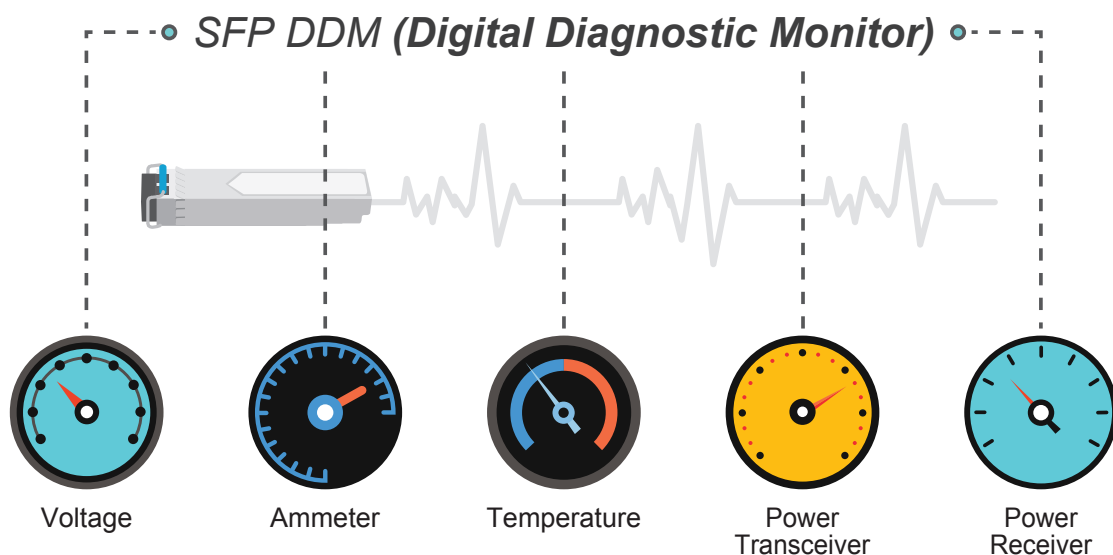 SFP DDM (Digital Diagnostic Monitor)
Voltage
Ammeter
Temperature
Power
Transceiver
Power
Receiver